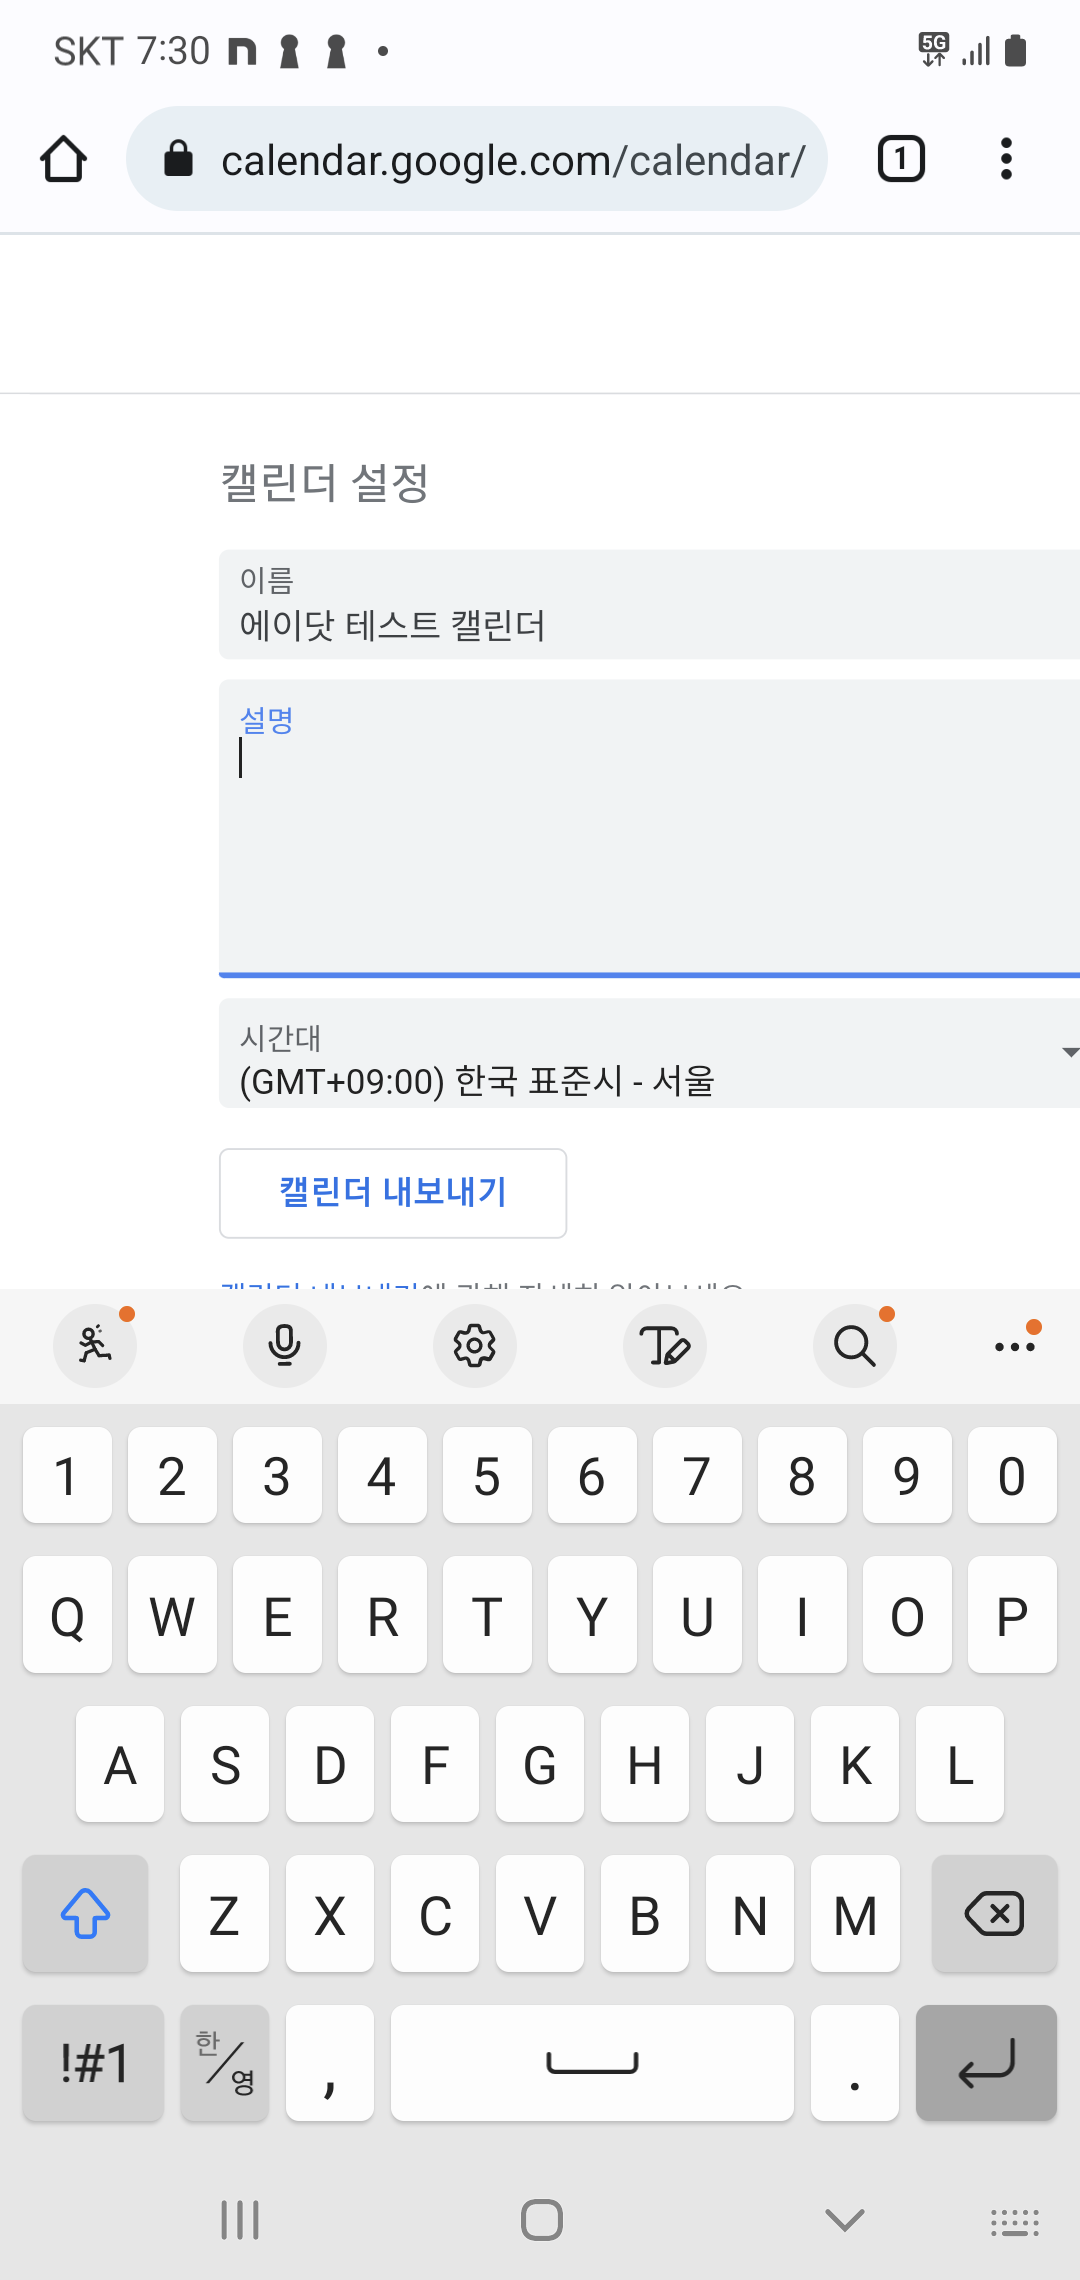 SKT 7:30
5G
calendar.google.com/calendar/
1
캘린더 설정
이름
에이닷 테스트 캘린더
설명
시간대
(GMT+09:00) 한국 표준시 - 서울
캘린더 내보내기
1 2 3 4 5 6 7 8 9 0
Q W E R T Y U I O P
A S D F G H J K L
Z X C V B N M
!#1 한/영 , .